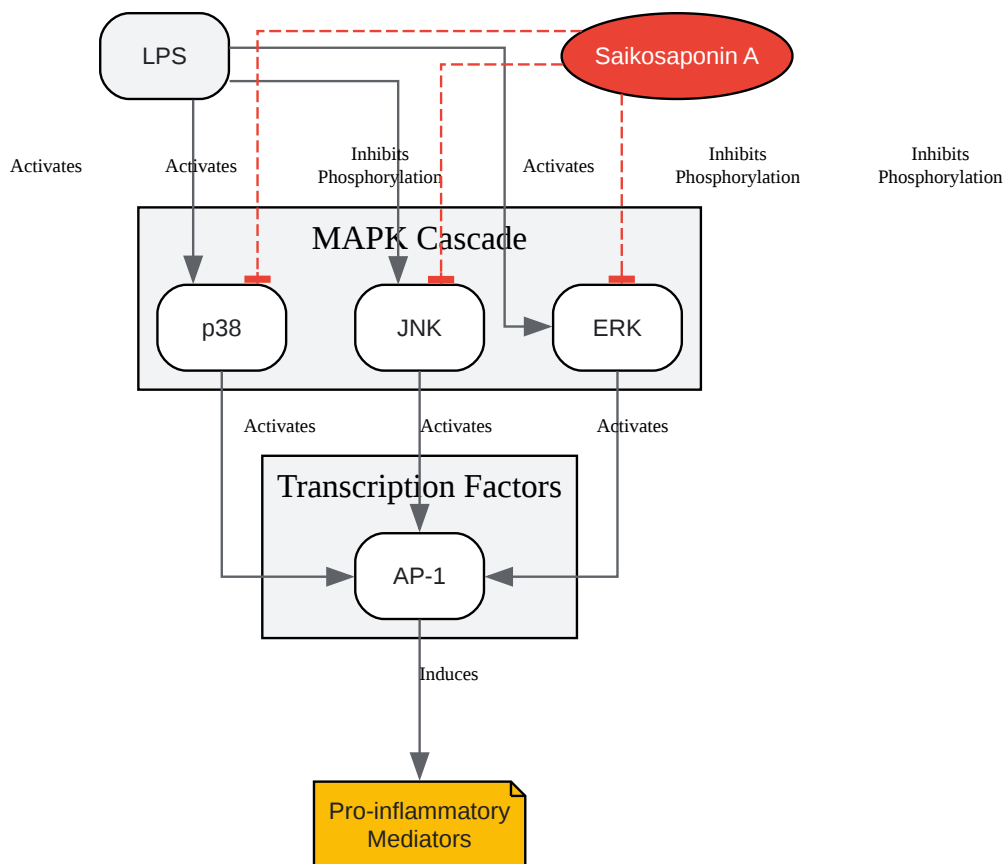 LPS
Saikosaponin A
Activates
Activates
Inhibits
Phosphorylation
Activates
Inhibits
Phosphorylation
Inhibits
Phosphorylation
MAPK Cascade
p38
JNK
ERK
Activates
Activates
Activates
Transcription Factors
AP-1
Induces
Pro-inflammatory
Mediators